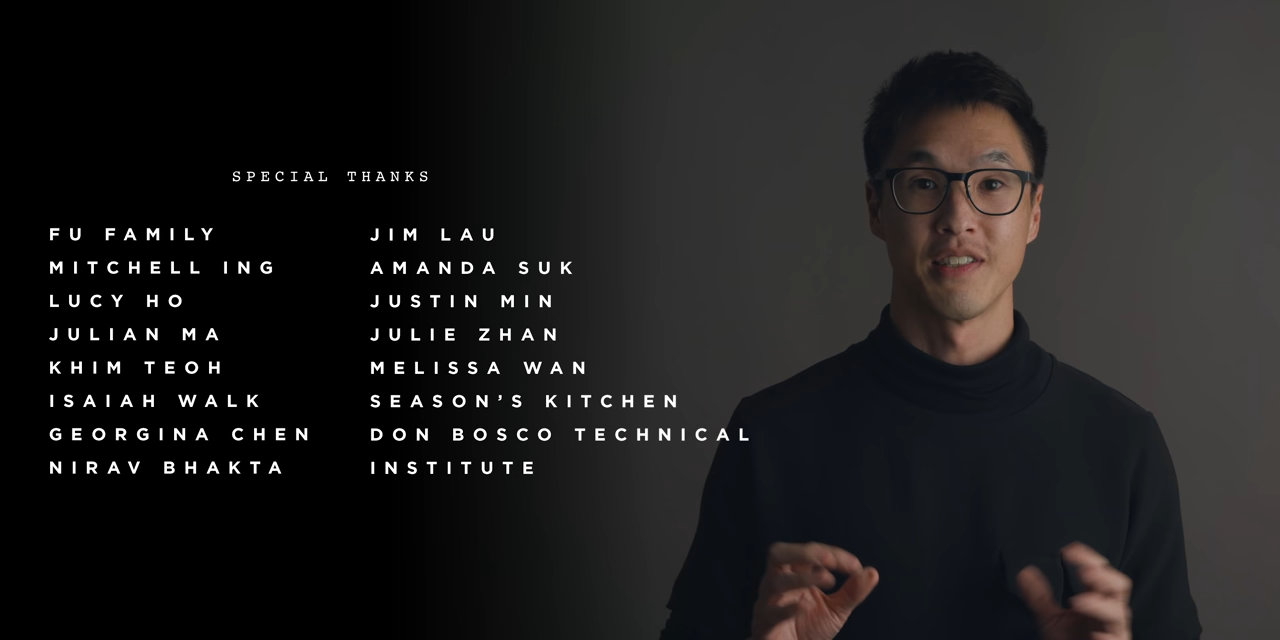 SPECIAL THANKS
FU FAMILY
MITCHELL ING
LUCY HO
JULIAN MA
KHIM TEOH
ISAIAH WALK
GEORGINA CHEN
NIRAV BHAKTA
JIM LAU
AMANDA SUK
JUSTIN MIN
JULIE ZHAN
MELISSA WAN
SEASON’S KITCHEN
DON BOSCO TECHNICAL
INSTITUTE